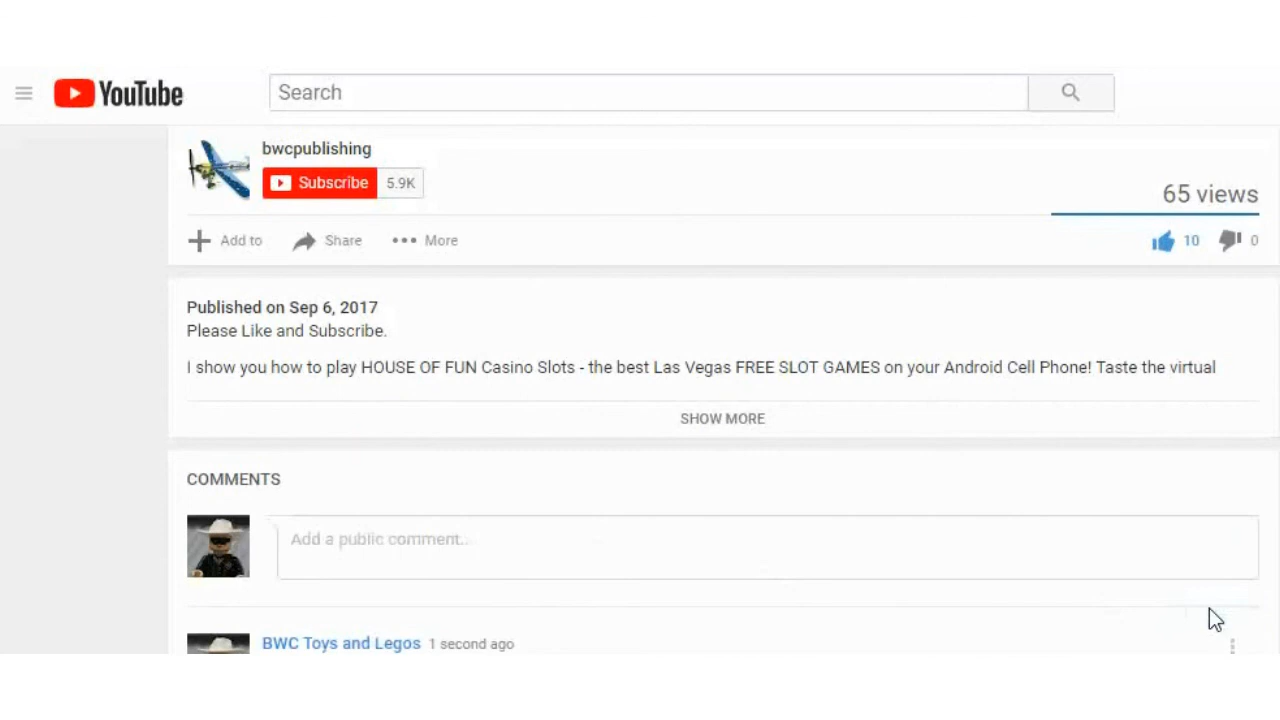 YouTube
Search
bwcpublishing
Subscribe 5.9K
65 views
Add to Share More
10 0
Published on Sep 6, 2017
Please Like and Subscribe.
I show you how to play HOUSE OF FUN Casino Slots - the best Las Vegas FREE SLOT GAMES on your Android Cell Phone! Taste the virtual
SHOW MORE
COMMENTS
Add a public comment...
BWC Toys and Legos 1 second ago